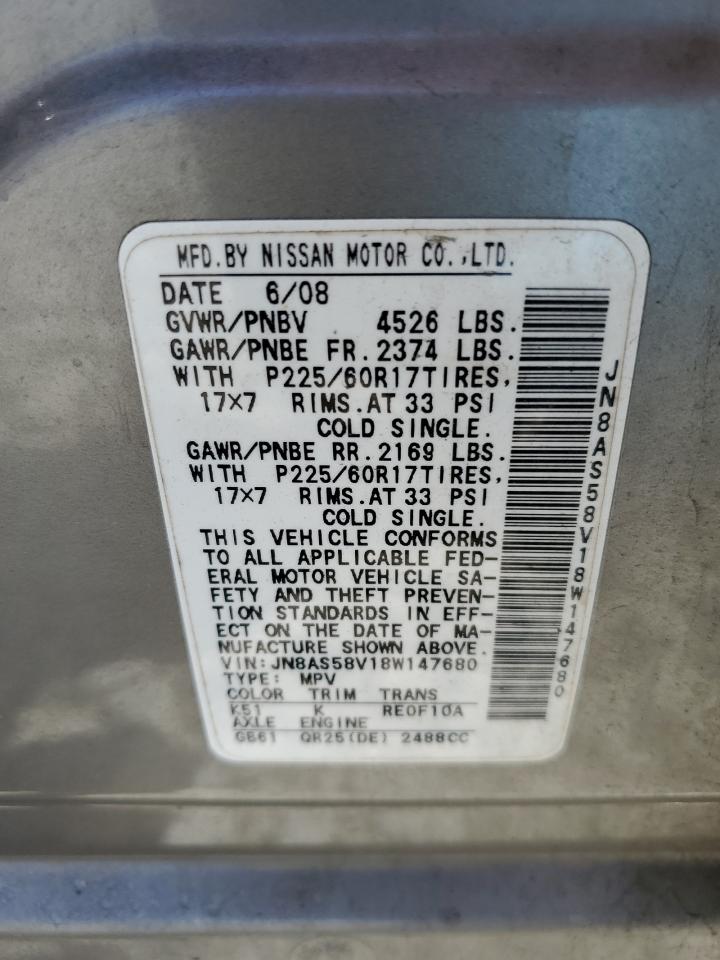 MFD.BY NISSAN MOTOR CO.,LTD.
DATE 6/08
GVWR/PNBV 4526 LBS.
GAWR/PNBE FR.2374 LBS.
WITH P225/60R17TIRES,
17×7 RIMS.AT 33 PSI
COLD SINGLE.
GAWR/PNBE RR.2169 LBS.
WITH P225/60R17TIRES,
17×7 RIMS.AT 33 PSI
COLD SINGLE.
THIS VEHICLE CONFORMS
TO ALL APPLICABLE FED-
ERAL MOTOR VEHICLE SA-
FETY AND THEFT PREVEN-
TION STANDARDS IN EFF-
ECT ON THE DATE OF MA-
NUFACTURE SHOWN ABOVE.
VIN:JN8AS58V18W147680
TYPE: MPV
COLOR TRIM TRANS
K51 K RE0F10A
AXLE ENGINE
GB61 QR25(DE) 2488CC
JN8AS58V18W147680